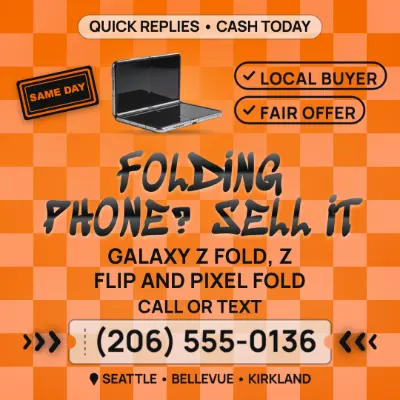 QUICK REPLIES • CASH TODAY
SAME DAY
LOCAL BUYER
FAIR OFFER
FOLDING
PHONE? SELL IT
GALAXY Z FOLD, Z
FLIP AND PIXEL FOLD
CALL OR TEXT
(206) 555-0136
SEATTLE • BELLEVUE • KIRKLAND